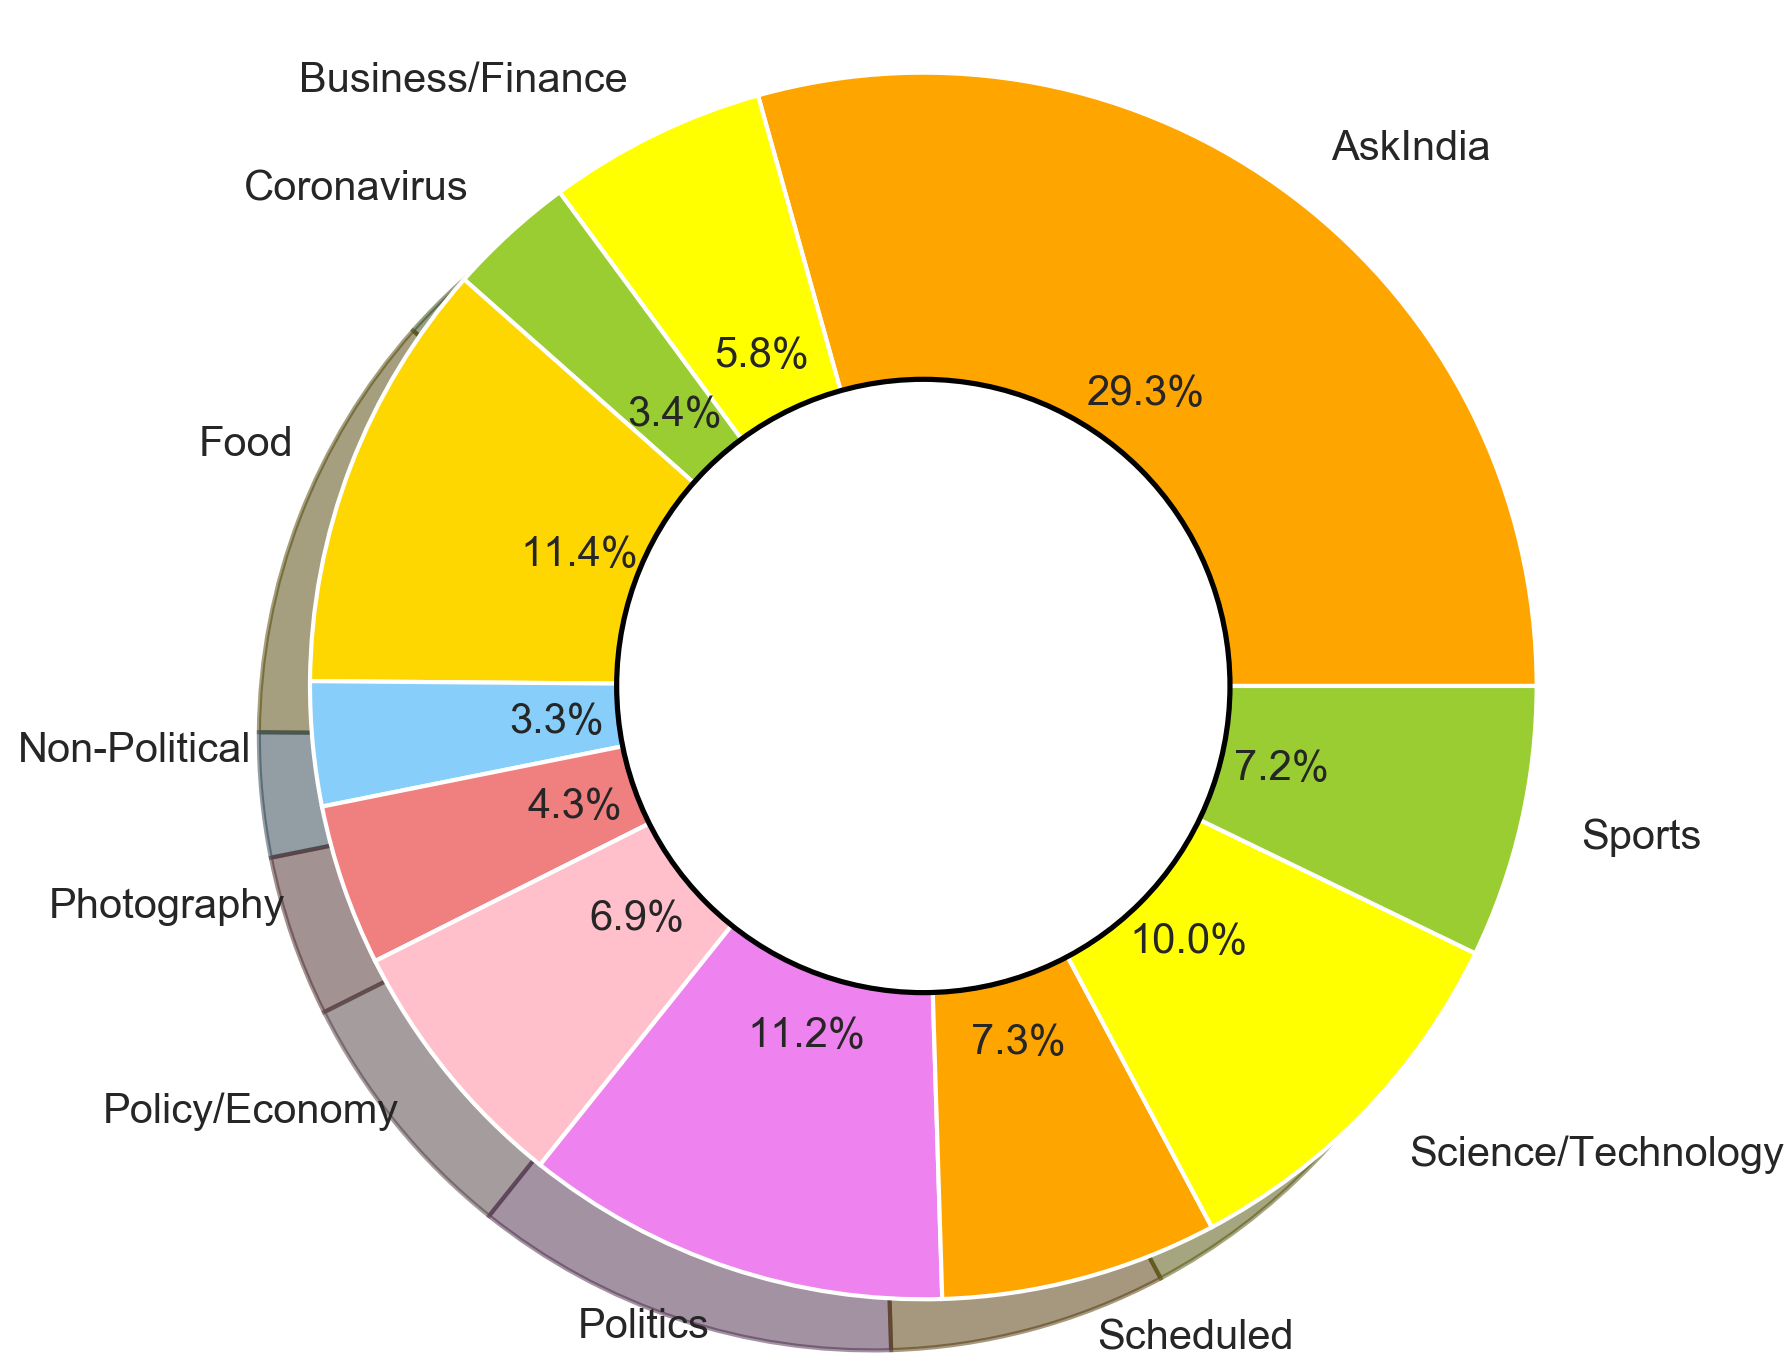 Business/Finance
AskIndia
Coronavirus
5.8%
29.3%
3.4%
Food
11.4%
Non-Political
3.3%
7.2%
4.3%
Sports
Photography
6.9%
10.0%
11.2%
7.3%
Policy/Economy
Science/Technology
Politics
Scheduled